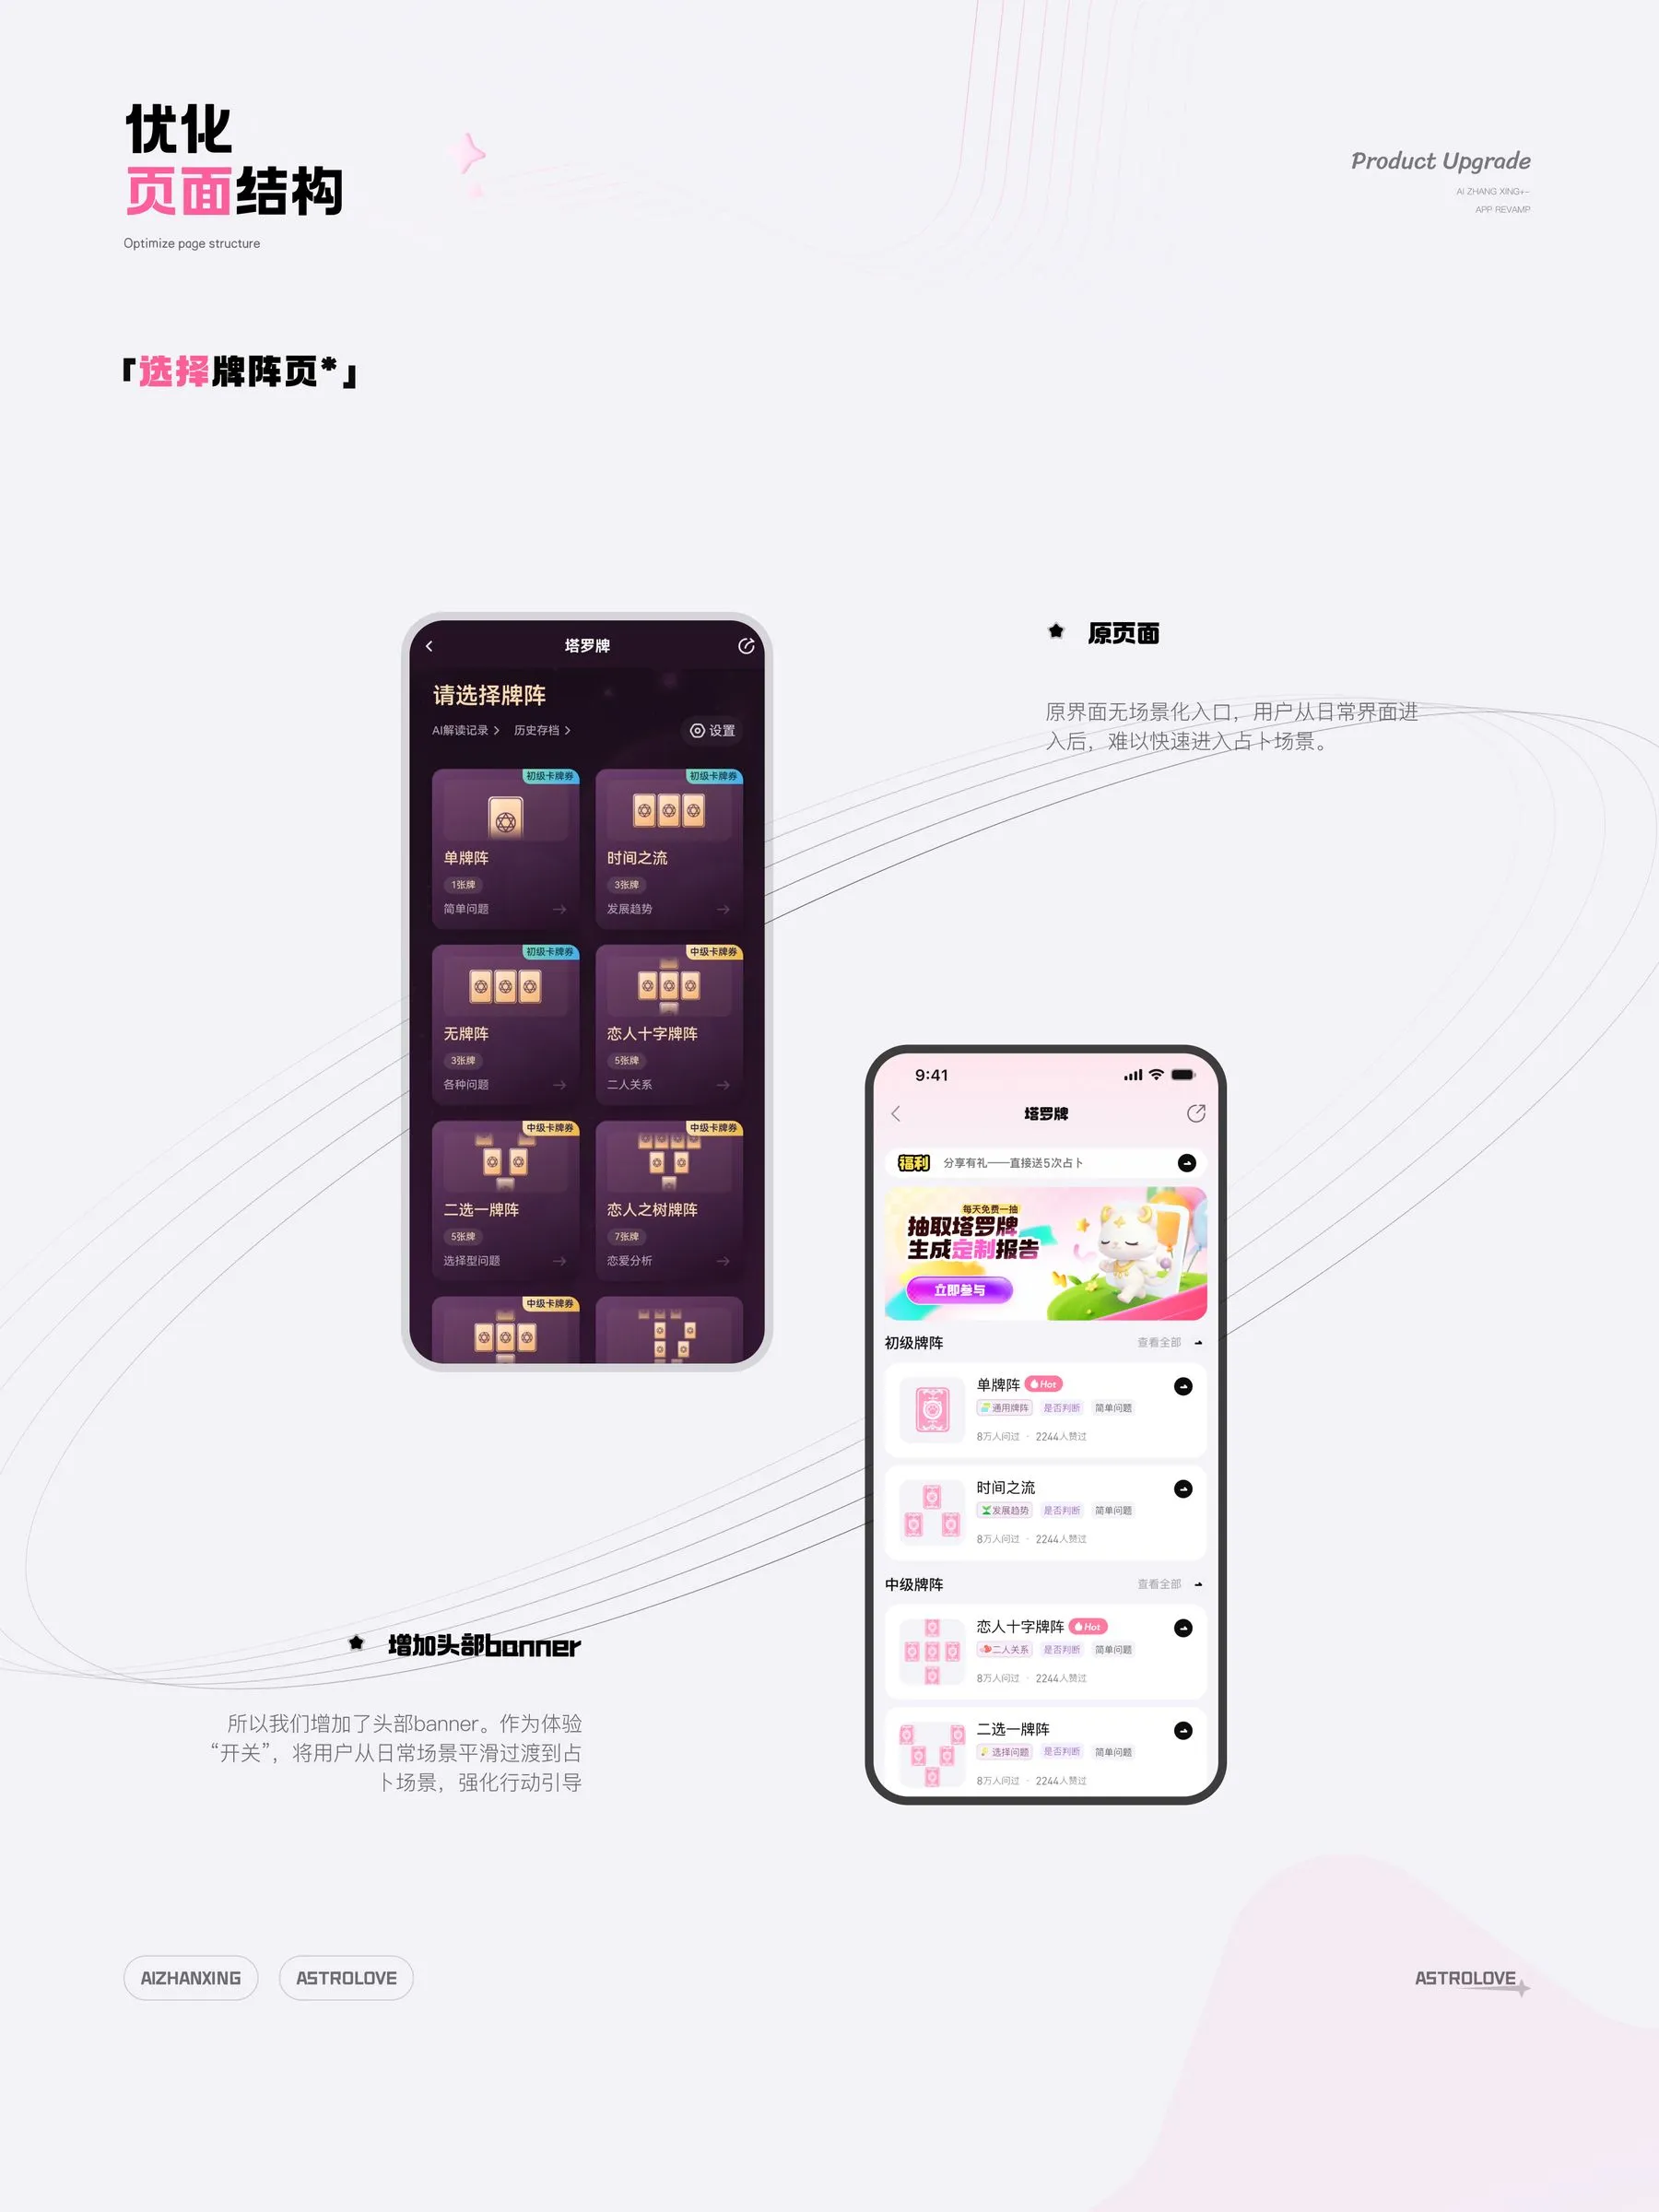 优化
页面结构
Optimize page structure
Product Upgrade
AI ZHANG XING+-
APP REVAMP
「选择牌阵页*」
塔罗牌
请选择牌阵
AI解读记录 历史存档 设置
初级卡牌券 初级卡牌券
单牌阵 时间之流
1张牌 3张牌
简单问题 发展趋势
初级卡牌券 中级卡牌券
无牌阵 恋人十字牌阵
3张牌 5张牌
各种问题 二人关系
中级卡牌券 中级卡牌券
二选一牌阵 恋人之树牌阵
5张牌 7张牌
选择型问题 恋爱分析
中级卡牌券
原页面
原界面无场景化入口，用户从日常界面进
入后，难以快速进入占卜场景。
9:41
塔罗牌
福利 分享有礼——直接送5次占卜
每天免费一抽
抽取塔罗牌
生成定制报告
立即参与
初级牌阵 查看全部
单牌阵 Hot
通用牌阵 是否判断 简单问题
8万人问过 · 2244人赞过
时间之流
发展趋势 是否判断 简单问题
8万人问过 · 2244人赞过
中级牌阵 查看全部
恋人十字牌阵 Hot
二人关系 是否判断 简单问题
8万人问过 · 2244人赞过
二选一牌阵
选择问题 是否判断 简单问题
8万人问过 · 2244人赞过
增加头部banner
所以我们增加了头部banner。作为体验
“开关”，将用户从日常场景平滑过渡到占
卜场景，强化行动引导
AIZHANXING ASTROLOVE
ASTROLOVE